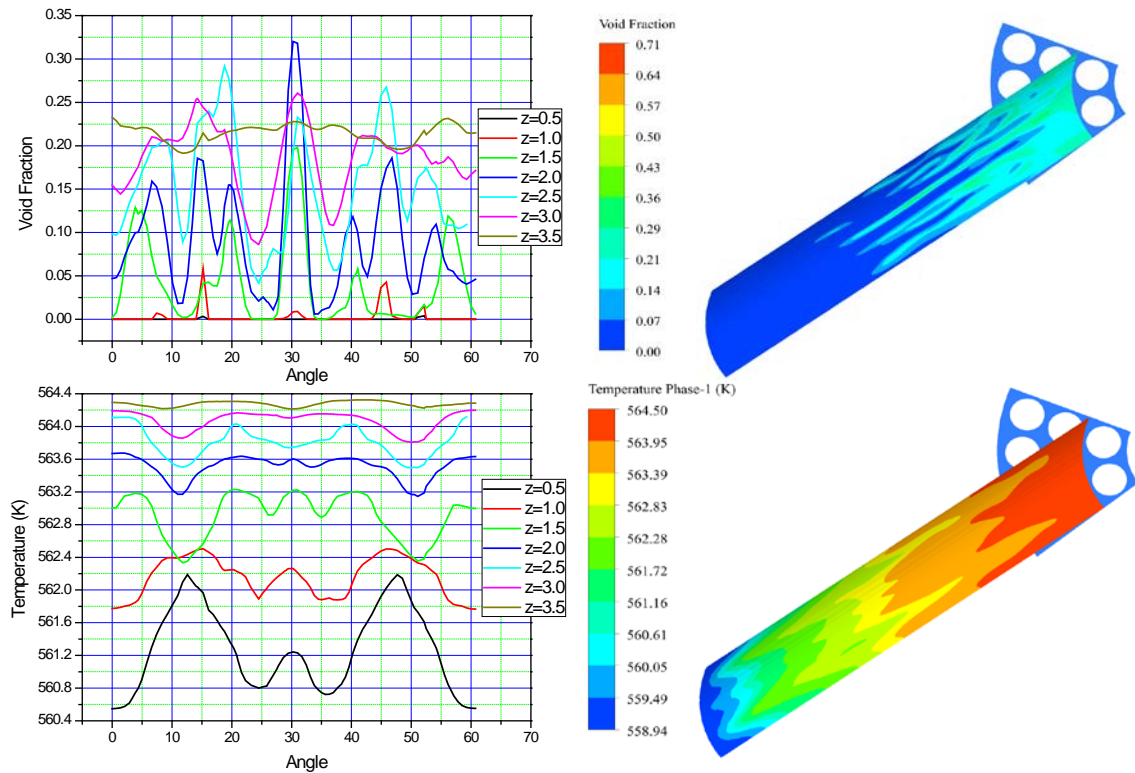 0.35
0.30
0.25
0.20
0.15
0.10
0.05
0.00
Void Fraction
0 10 20 30 40 50 60 70
Angle
z=0.5
z=1.0
z=1.5
z=2.0
z=2.5
z=3.0
z=3.5
Void Fraction
0.71
0.64
0.57
0.50
0.43
0.36
0.29
0.21
0.14
0.07
0.00
564.4
564.0
563.6
563.2
562.8
562.4
562.0
561.6
561.2
560.8
560.4
Temperature (K)
0 10 20 30 40 50 60 70
Angle
z=0.5
z=1.0
z=1.5
z=2.0
z=2.5
z=3.0
z=3.5
Temperature Phase-1 (K)
564.50
563.95
563.39
562.83
562.28
561.72
561.16
560.61
560.05
559.49
558.94